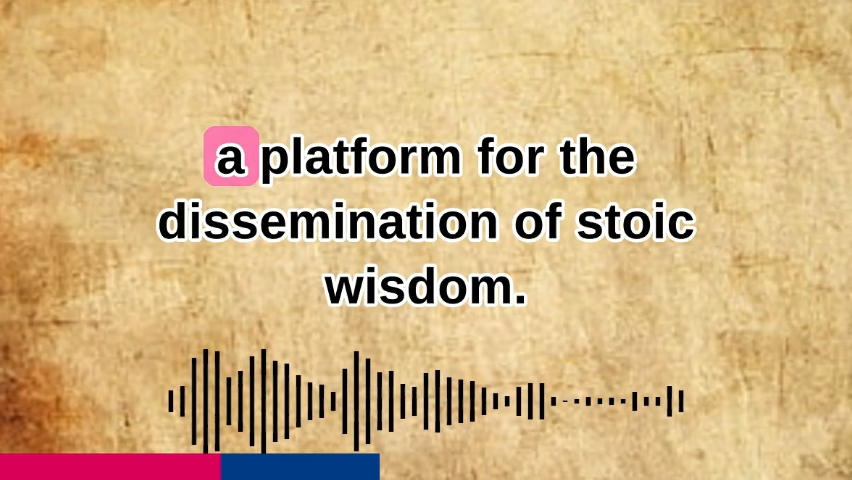 a platform for the
dissemination of stoic
wisdom.